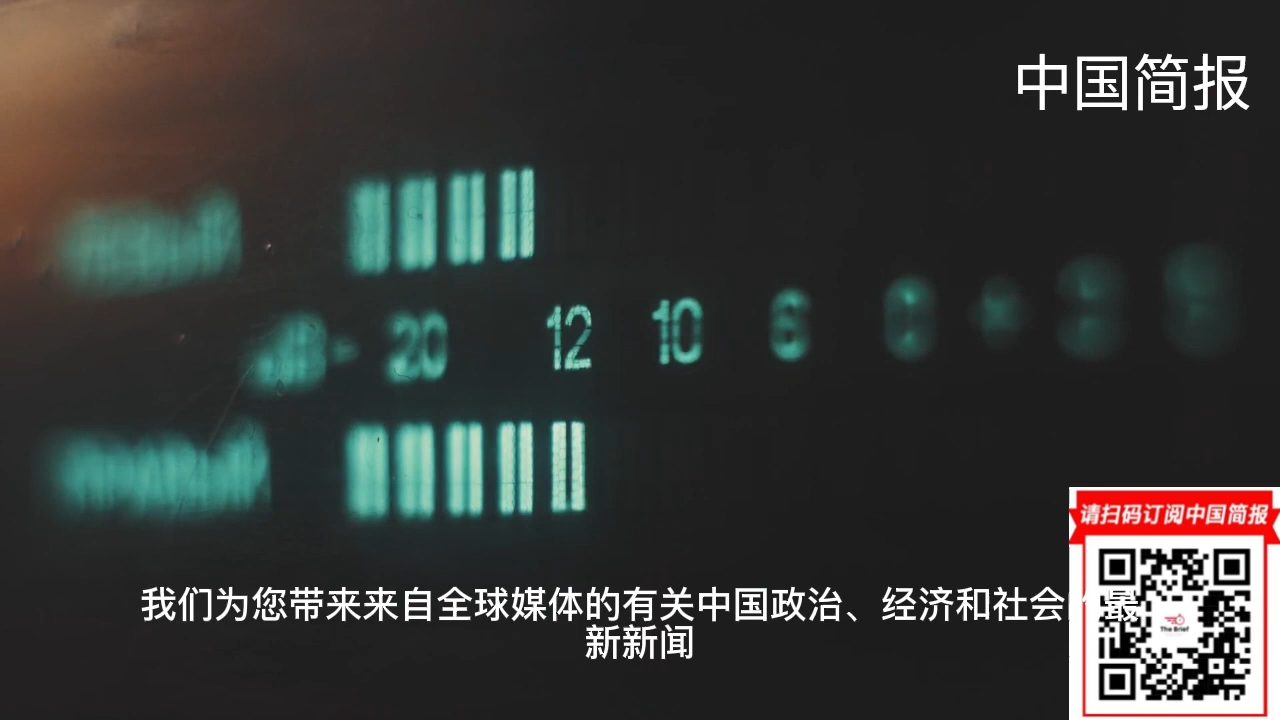 中国简报
20 12 10 6
请扫码订阅中国简报
我们为您带来来自全球媒体的有关中国政治、经济和社会的最
新新闻
The Brief